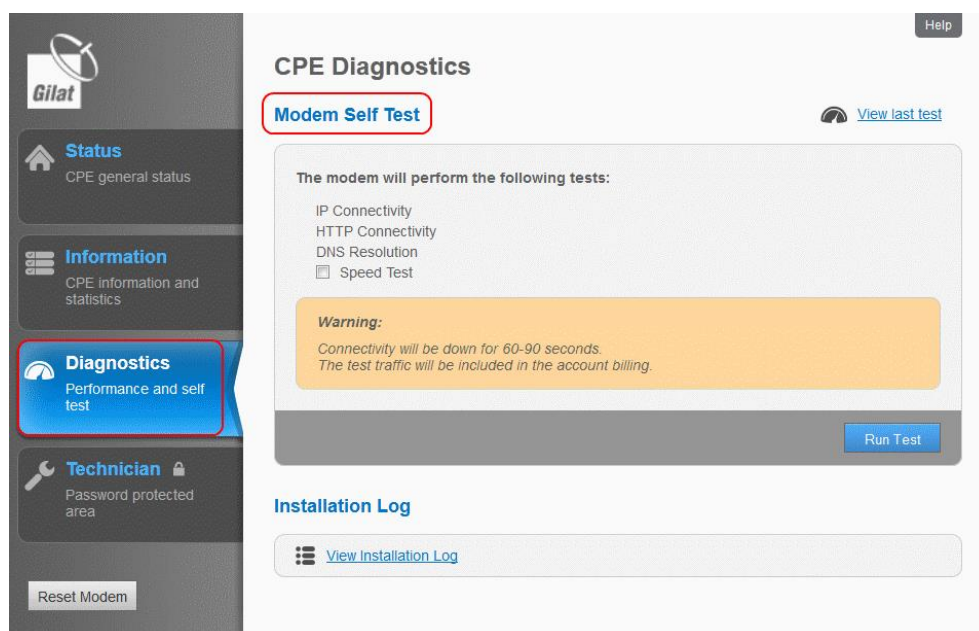 Help
Gilat
CPE Diagnostics
Modem Self Test
View last test
Status
CPE general status
The modem will perform the following tests:
IP Connectivity
HTTP Connectivity
DNS Resolution
Speed Test
Information
CPE information and
statistics
Warning:
Connectivity will be down for 60-90 seconds.
The test traffic will be included in the account billing.
Diagnostics
Performance and self
test
Run Test
Technician
Password protected
area
Installation Log
View Installation Log
Reset Modem